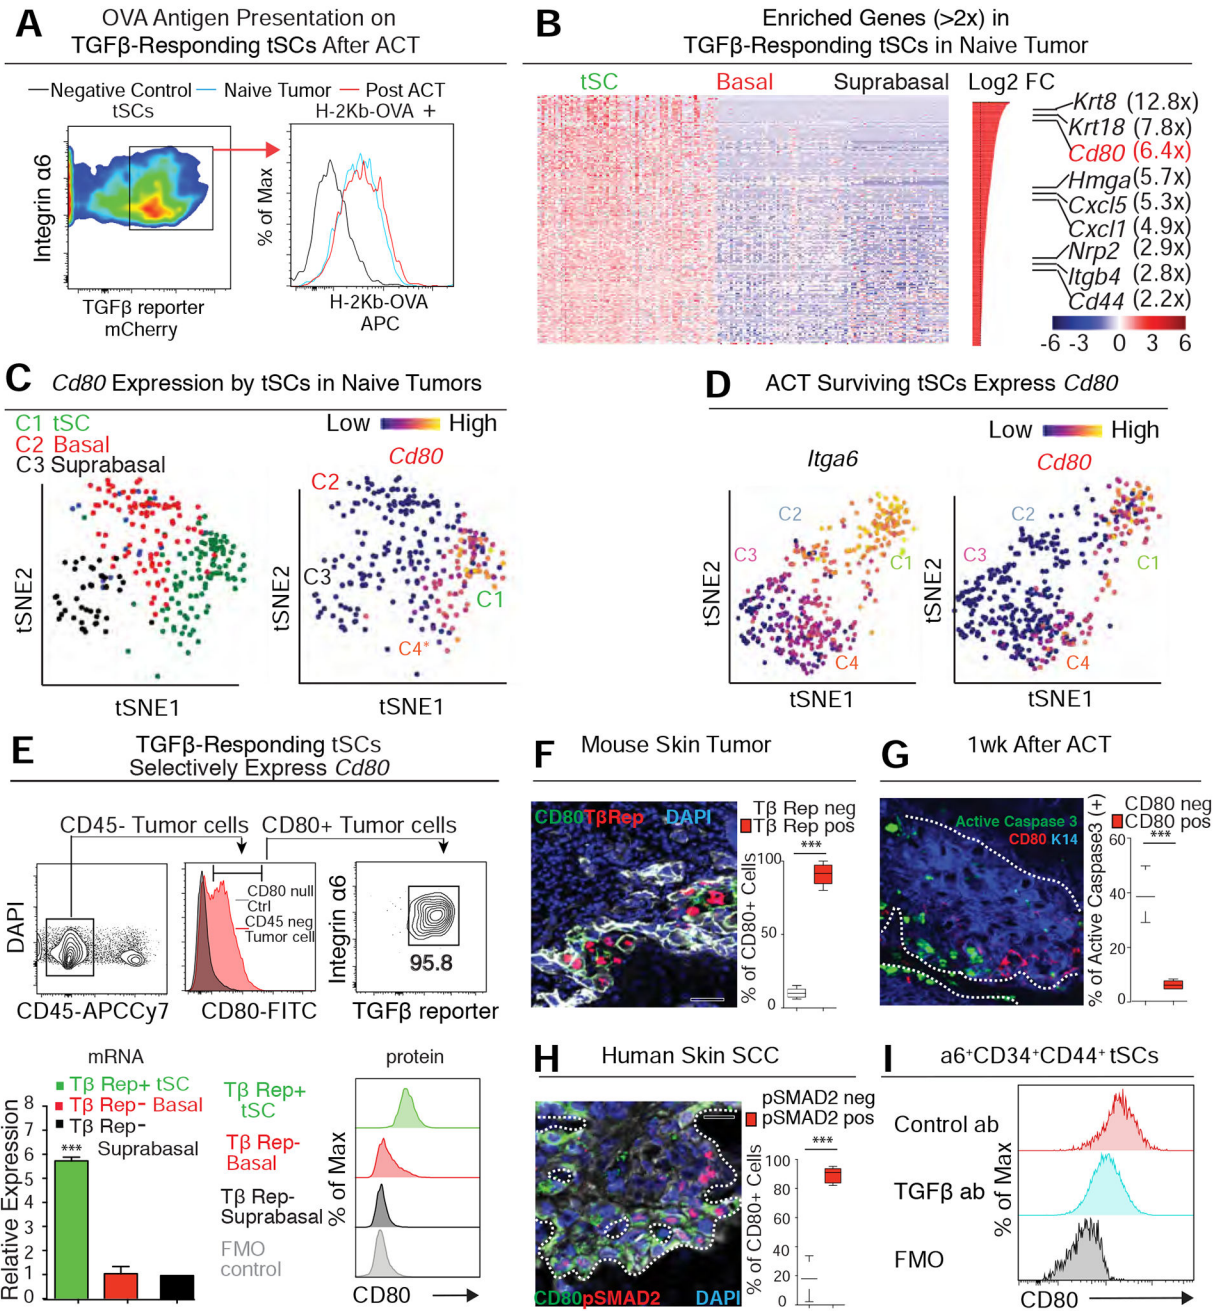 A
OVA Antigen Presentation on
TGFβ-Responding tSCs After ACT
Negative Control
Naive Tumor
Post ACT
tSCs
H-2Kb-OVA +
Integrin α6
TGFβ reporter
mCherry
% of Max
H-2Kb-OVA
APC
B
Enriched Genes (>2x) in
TGFβ-Responding tSCs in Naive Tumor
tSC
Basal
Suprabasal
Log2 FC
Krt8 (12.8x)
Krt18 (7.8x)
Cd80 (6.4x)
Hmga (5.7x)
Cxcl5 (5.3x)
Cxcl1 (4.9x)
Nrp2 (2.9x)
Itgb4 (2.8x)
Cd44 (2.2x)
-6 -3 0 3 6
C
Cd80 Expression by tSCs in Naive Tumors
C1 tSC
C2 Basal
C3 Suprabasal
Low High
Cd80
C2
C3
C1
C4*
tSNE2
tSNE1
tSNE2
tSNE1
D
ACT Surviving tSCs Express Cd80
Low High
Itga6
Cd80
C2
C3
C1
C4
C2
C3
C1
C4
tSNE2
tSNE1
tSNE2
tSNE1
E
TGFβ-Responding tSCs
Selectively Express Cd80
CD45- Tumor cells
CD80+ Tumor cells
DAPI
CD45-APCCy7
CD80 null
Ctrl
CD45 neg
Tumor cell
CD80-FITC
Integrin α6
95.8
TGFβ reporter
mRNA
Tβ Rep+ tSC
Tβ Rep- Basal
Tβ Rep-
Suprabasal
Relative Expression
8
7
6
5
4
3
2
1
0
***
protein
Tβ Rep+
tSC
Tβ Rep-
Basal
Tβ Rep-
Suprabasal
FMO
control
% of Max
CD80
F
Mouse Skin Tumor
CD80TβRep DAPI
Tβ Rep neg
Tβ Rep pos
***
% of CD80+ Cells
100
50
0
G
1wk After ACT
Active Caspase 3
CD80 K14
CD80 neg
CD80 pos
***
% of Active Caspase3 (+)
60
40
20
0
H
Human Skin SCC
CD80pSMAD2 DAPI
pSMAD2 neg
pSMAD2 pos
***
% of CD80+ Cells
100
80
60
40
20
0
I
a6+CD34+CD44+ tSCs
Control ab
TGFβ ab
FMO
% of Max
CD80